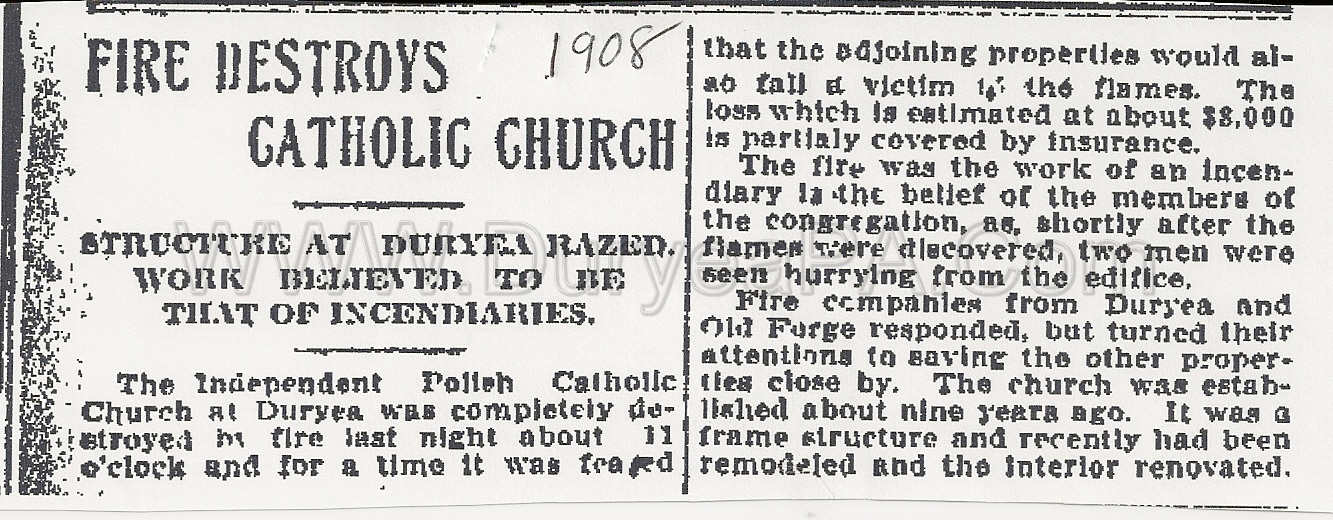 FIRE DESTROYS
CATHOLIC CHURCH
1908
STRUCTURE AT DURYEA RAZED.
WORK BELIEVED TO BE
THAT OF INCENDIARIES.
The Independent Polish Catholic
Church at Duryea was completely de-
stroyed by fire last night about 11
o'clock and for a time it was feared
that the adjoining properties would al-
so fall a victim to the flames. The
loss which is estimated at about $8,000
is partialy covered by insurance.
The fire was the work of an incen-
diary is the belief of the members of
the congregation, as, shortly after the
flames were discovered, two men were
seen hurrying from the edifice.
Fire companies from Duryea and
Old Forge responded, but turned their
attentions to saving the other proper-
ties close by. The church was estab-
lished about nine years ago. It was a
frame structure and recently had been
remodeled and the interior renovated.
WWW.DuryeaPA.Com